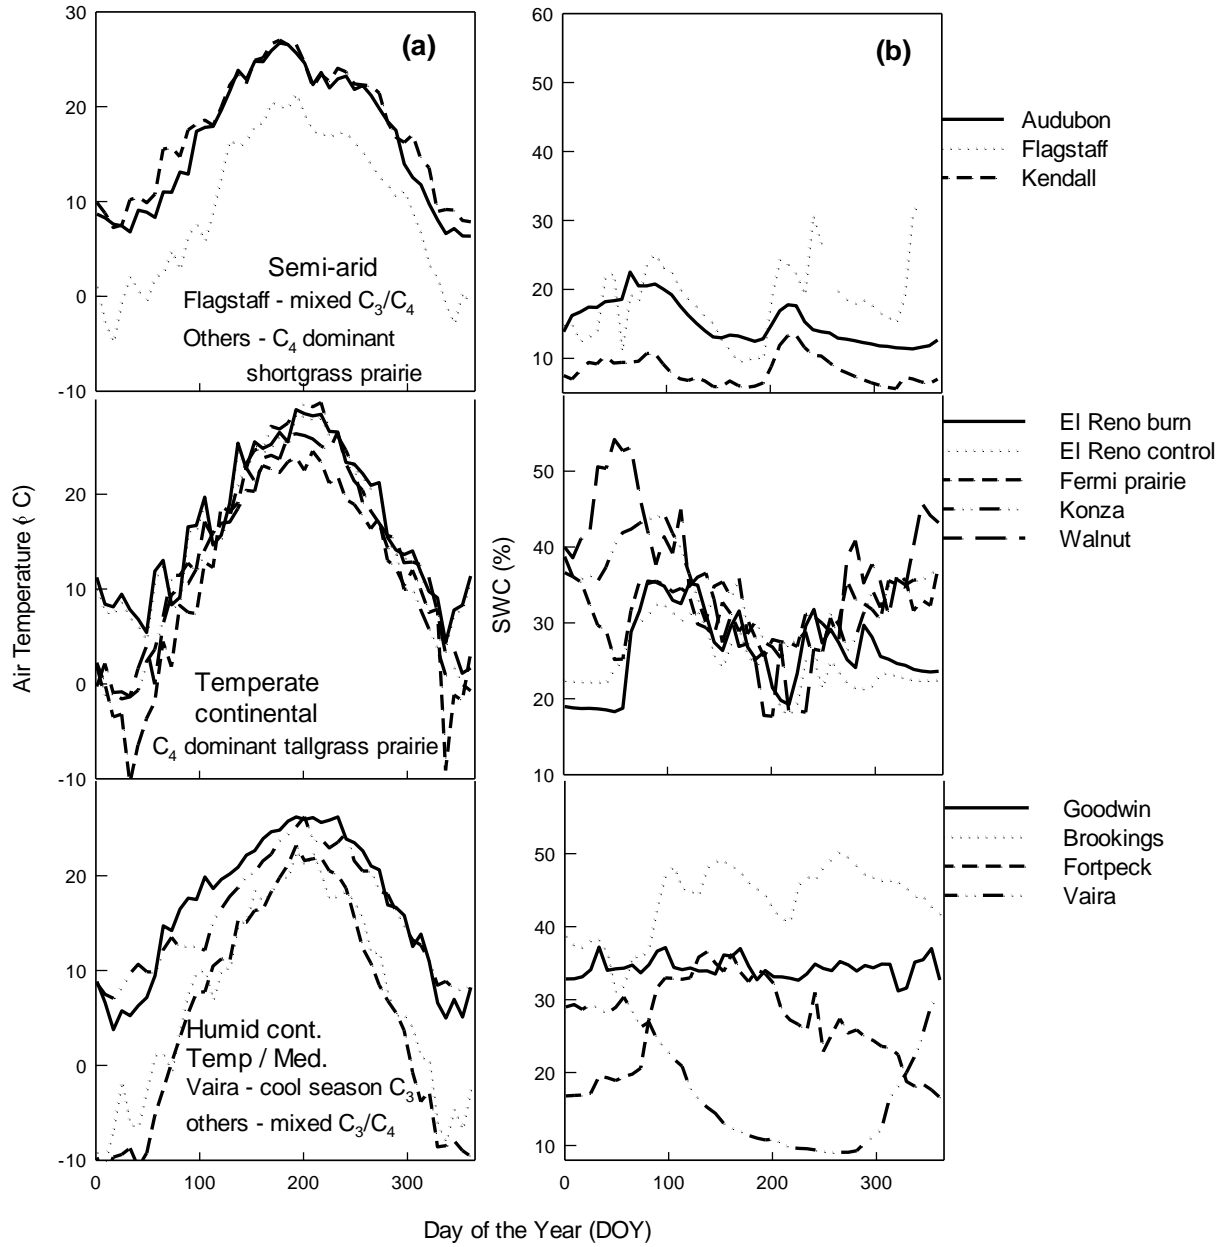 30
20
10
0
-10
(a)
Semi-arid
Flagstaff - mixed C3/C4
Others - C4 dominant
shortgrass prairie
60
50
40
30
20
10
(b)
Audubon
Flagstaff
Kendall
Air Temperature (° C)
20
10
0
-10
Temperate
continental
C4 dominant tallgrass prairie
SWC (%)
50
40
30
20
10
El Reno burn
El Reno control
Fermi prairie
Konza
Walnut
20
10
0
-10
Humid cont.
Temp / Med.
Vaira - cool season C3
others - mixed C3/C4
0 100 200 300
50
40
30
20
10
0 100 200 300
Goodwin
Brookings
Fortpeck
Vaira
Day of the Year (DOY)